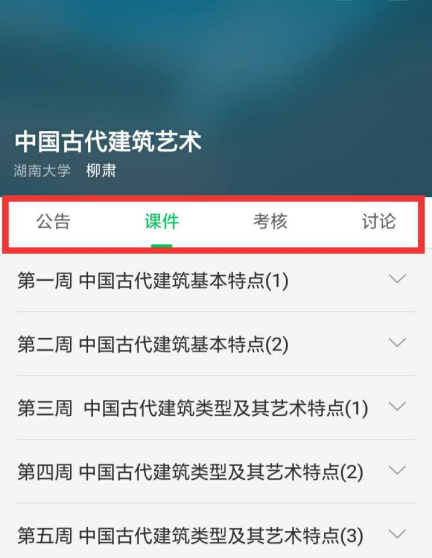 中国古代建筑艺术
湖南大学 柳肃
公告 课件 考核 讨论
第一周 中国古代建筑基本特点(1)
第二周 中国古代建筑基本特点(2)
第三周 中国古代建筑类型及其艺术特点(1)
第四周 中国古代建筑类型及其艺术特点(2)
第五周 中国古代建筑类型及其艺术特点(3)